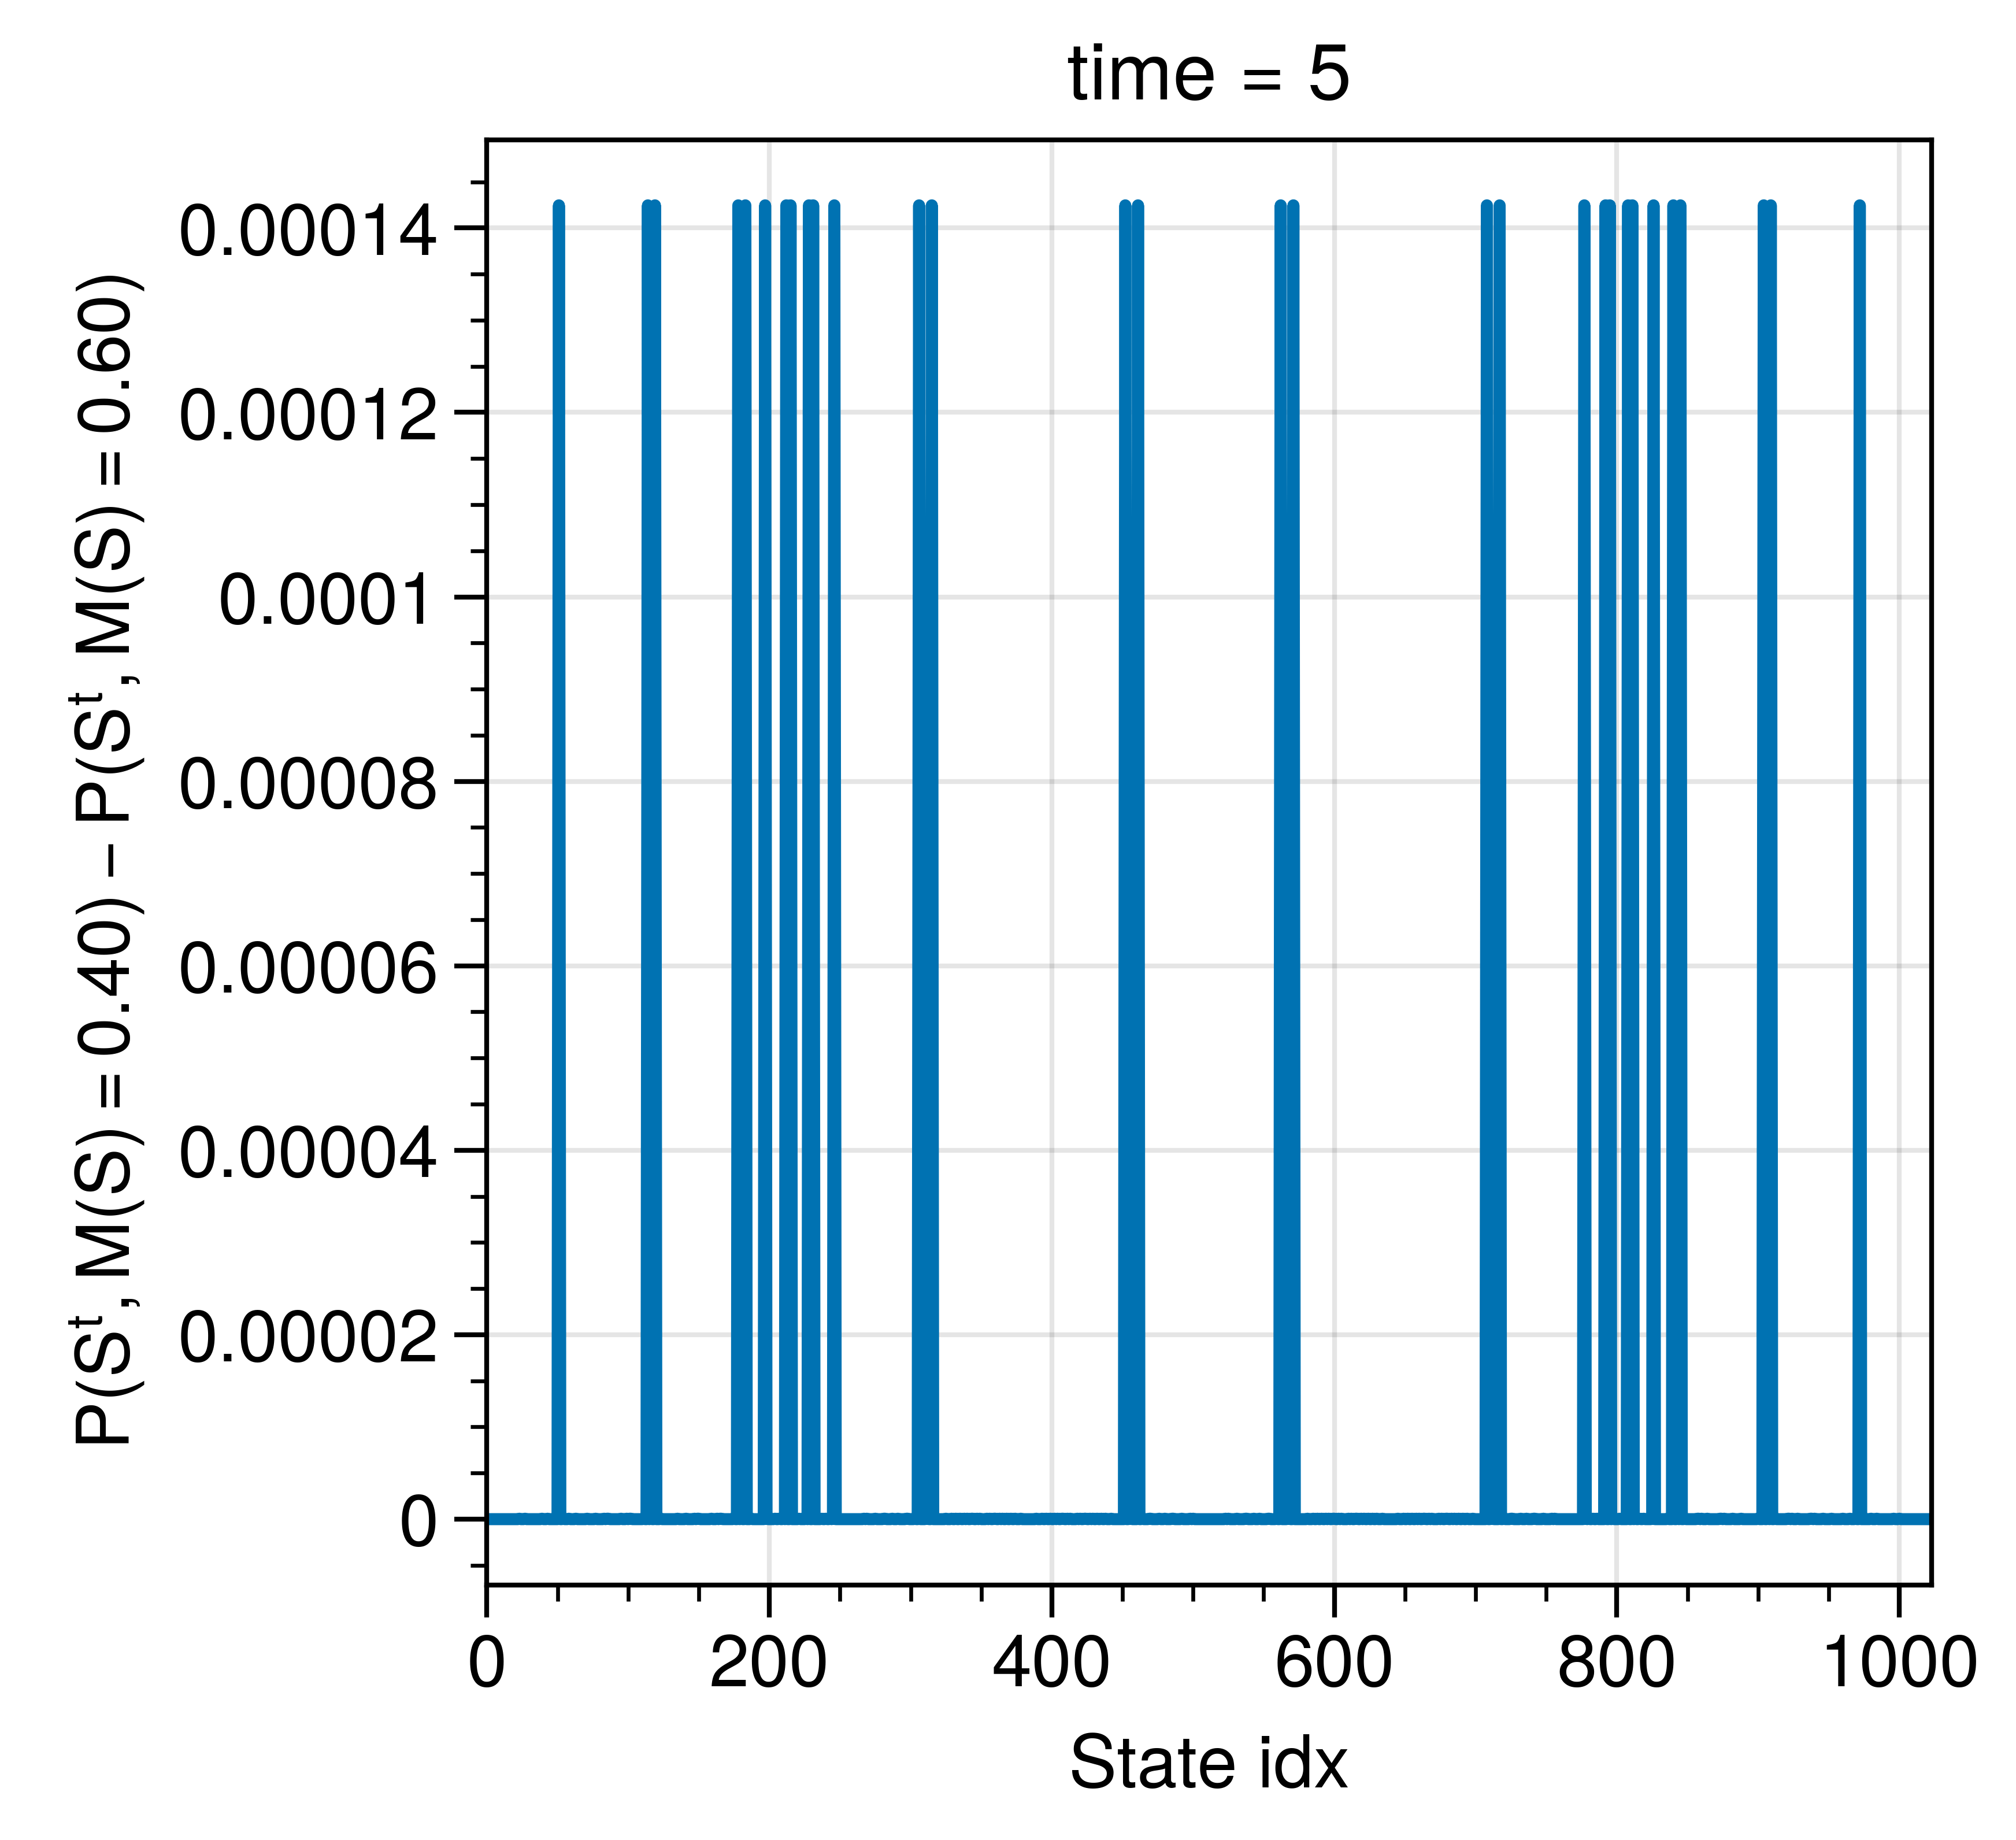 time = 5
P(Sᵗ, M(S) = 0.40) − P(Sᵗ, M(S) = 0.60)
0.00014
0.00012
0.0001
0.00008
0.00006
0.00004
0.00002
0
0 200 400 600 800 1000
State idx